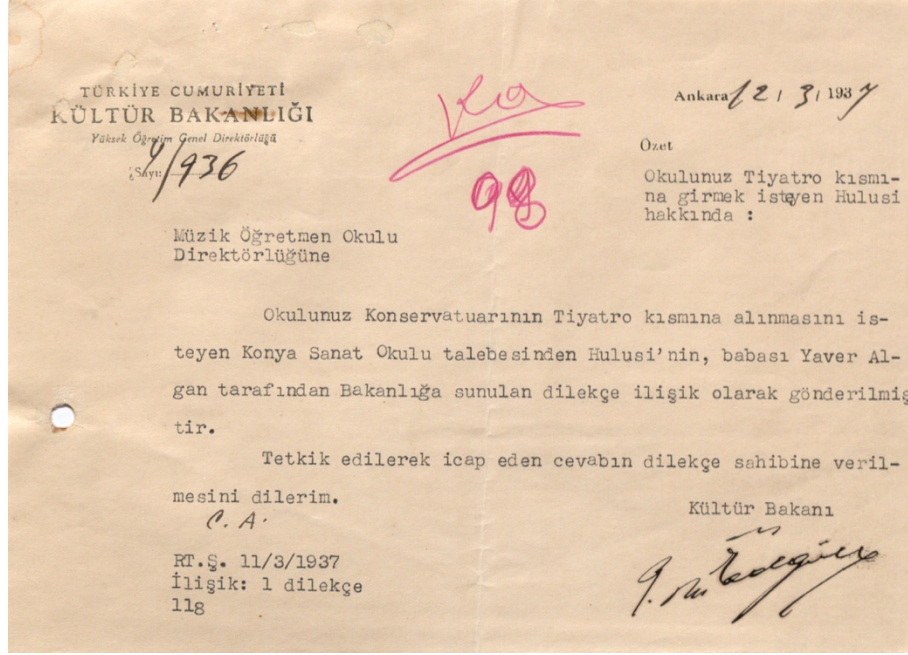 TÜRKİYE CUMURİYETİ
KÜLTÜR BAKANLIĞI
Yüksek Öğretim Genel Direktörlüğü
Sayı: 4/936
98
Ankara 12 / 3 / 1937
Özet
Okulunuz Tiyatro kısmı-
na girmek isteyen Hulusi
hakkında :
Müzik Öğretmen Okulu
Direktörlüğüne
Okulunuz Konservatuarının Tiyatro kısmına alınmasını is-
teyen Konya Sanat Okulu talebesinden Hulusi'nin, babası Yaver Al-
gan tarafından Bakanlığa sunulan dilekçe ilişik olarak gönderilmiş
tir.
Tetkik edilerek icap eden cevabın dilekçe sahibine veril-
mesini dilerim.
C. A.
Kültür Bakanı
RT.Ş. 11/3/1937
İlişik: 1 dilekçe
11g